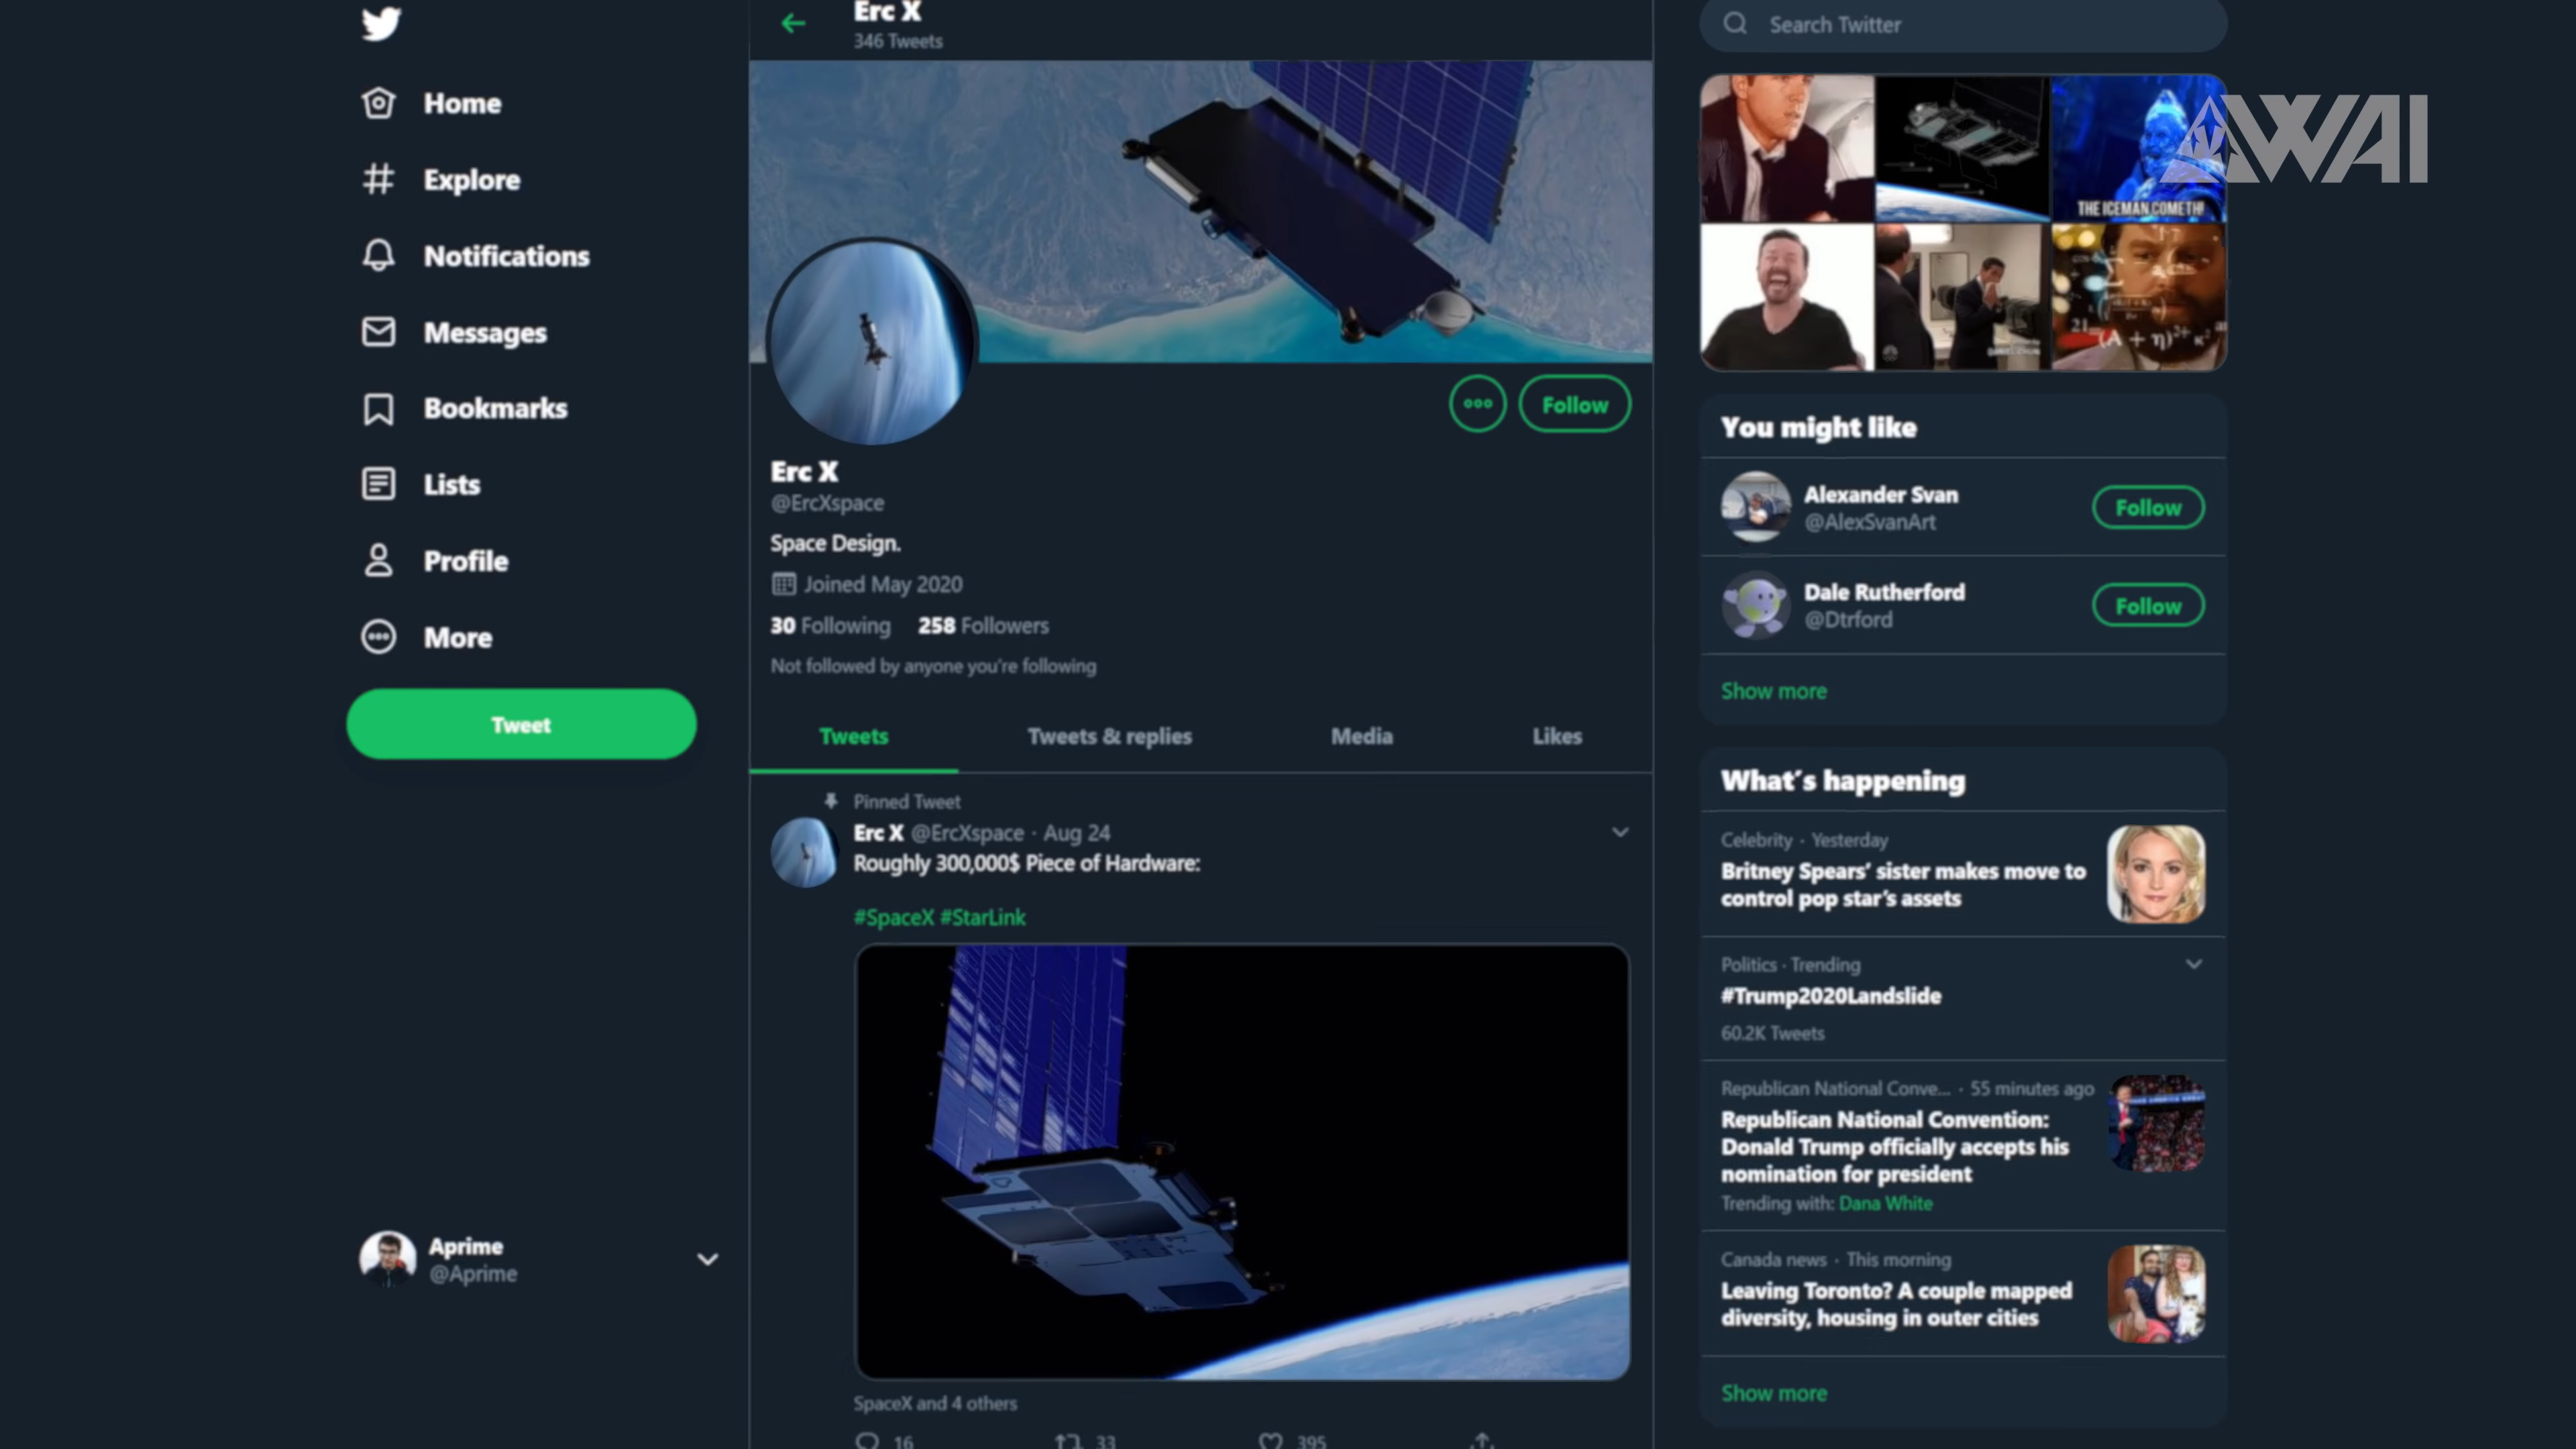 Home
Explore
Notifications
Messages
Bookmarks
Lists
Profile
More
Tweet
Aprime
@Aprime
Erc X
346 Tweets
Follow
Erc X
@ErcXspace
Space Design.
Joined May 2020
30 Following 258 Followers
Not followed by anyone you're following
Tweets Tweets & replies Media Likes
Pinned Tweet
Erc X @ErcXspace · Aug 24
Roughly 300,000$ Piece of Hardware:
#SpaceX #StarLink
SpaceX and 4 others
16 33 395
Search Twitter
AWAI
THE ICEMAN COMETH!
(A + η)²
You might like
Alexander Svan
@AlexSvanArt
Follow
Dale Rutherford
@Dtrford
Follow
Show more
What's happening
Celebrity · Yesterday
Britney Spears' sister makes move to
control pop star's assets
Politics · Trending
#Trump2020Landslide
60.2K Tweets
Republican National Conve... · 55 minutes ago
Republican National Convention:
Donald Trump officially accepts his
nomination for president
Trending with: Dana White
Canada news · This morning
Leaving Toronto? A couple mapped
diversity, housing in outer cities
Show more